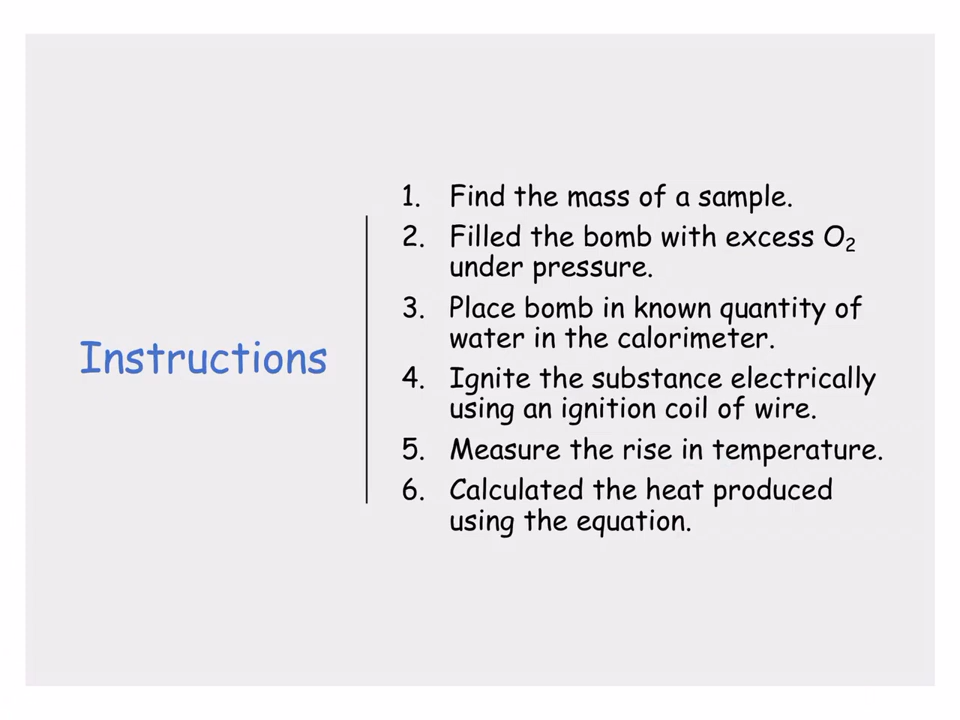 Instructions
1. Find the mass of a sample.
2. Filled the bomb with excess O₂
under pressure.
3. Place bomb in known quantity of
water in the calorimeter.
4. Ignite the substance electrically
using an ignition coil of wire.
5. Measure the rise in temperature.
6. Calculated the heat produced
using the equation.